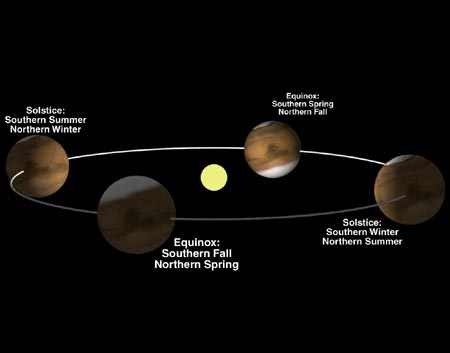 Equinox:
Southern Spring
Northern Fall
Solstice:
Southern Summer
Northern Winter
Solstice:
Southern Winter
Northern Summer
Equinox:
Southern Fall
Northern Spring